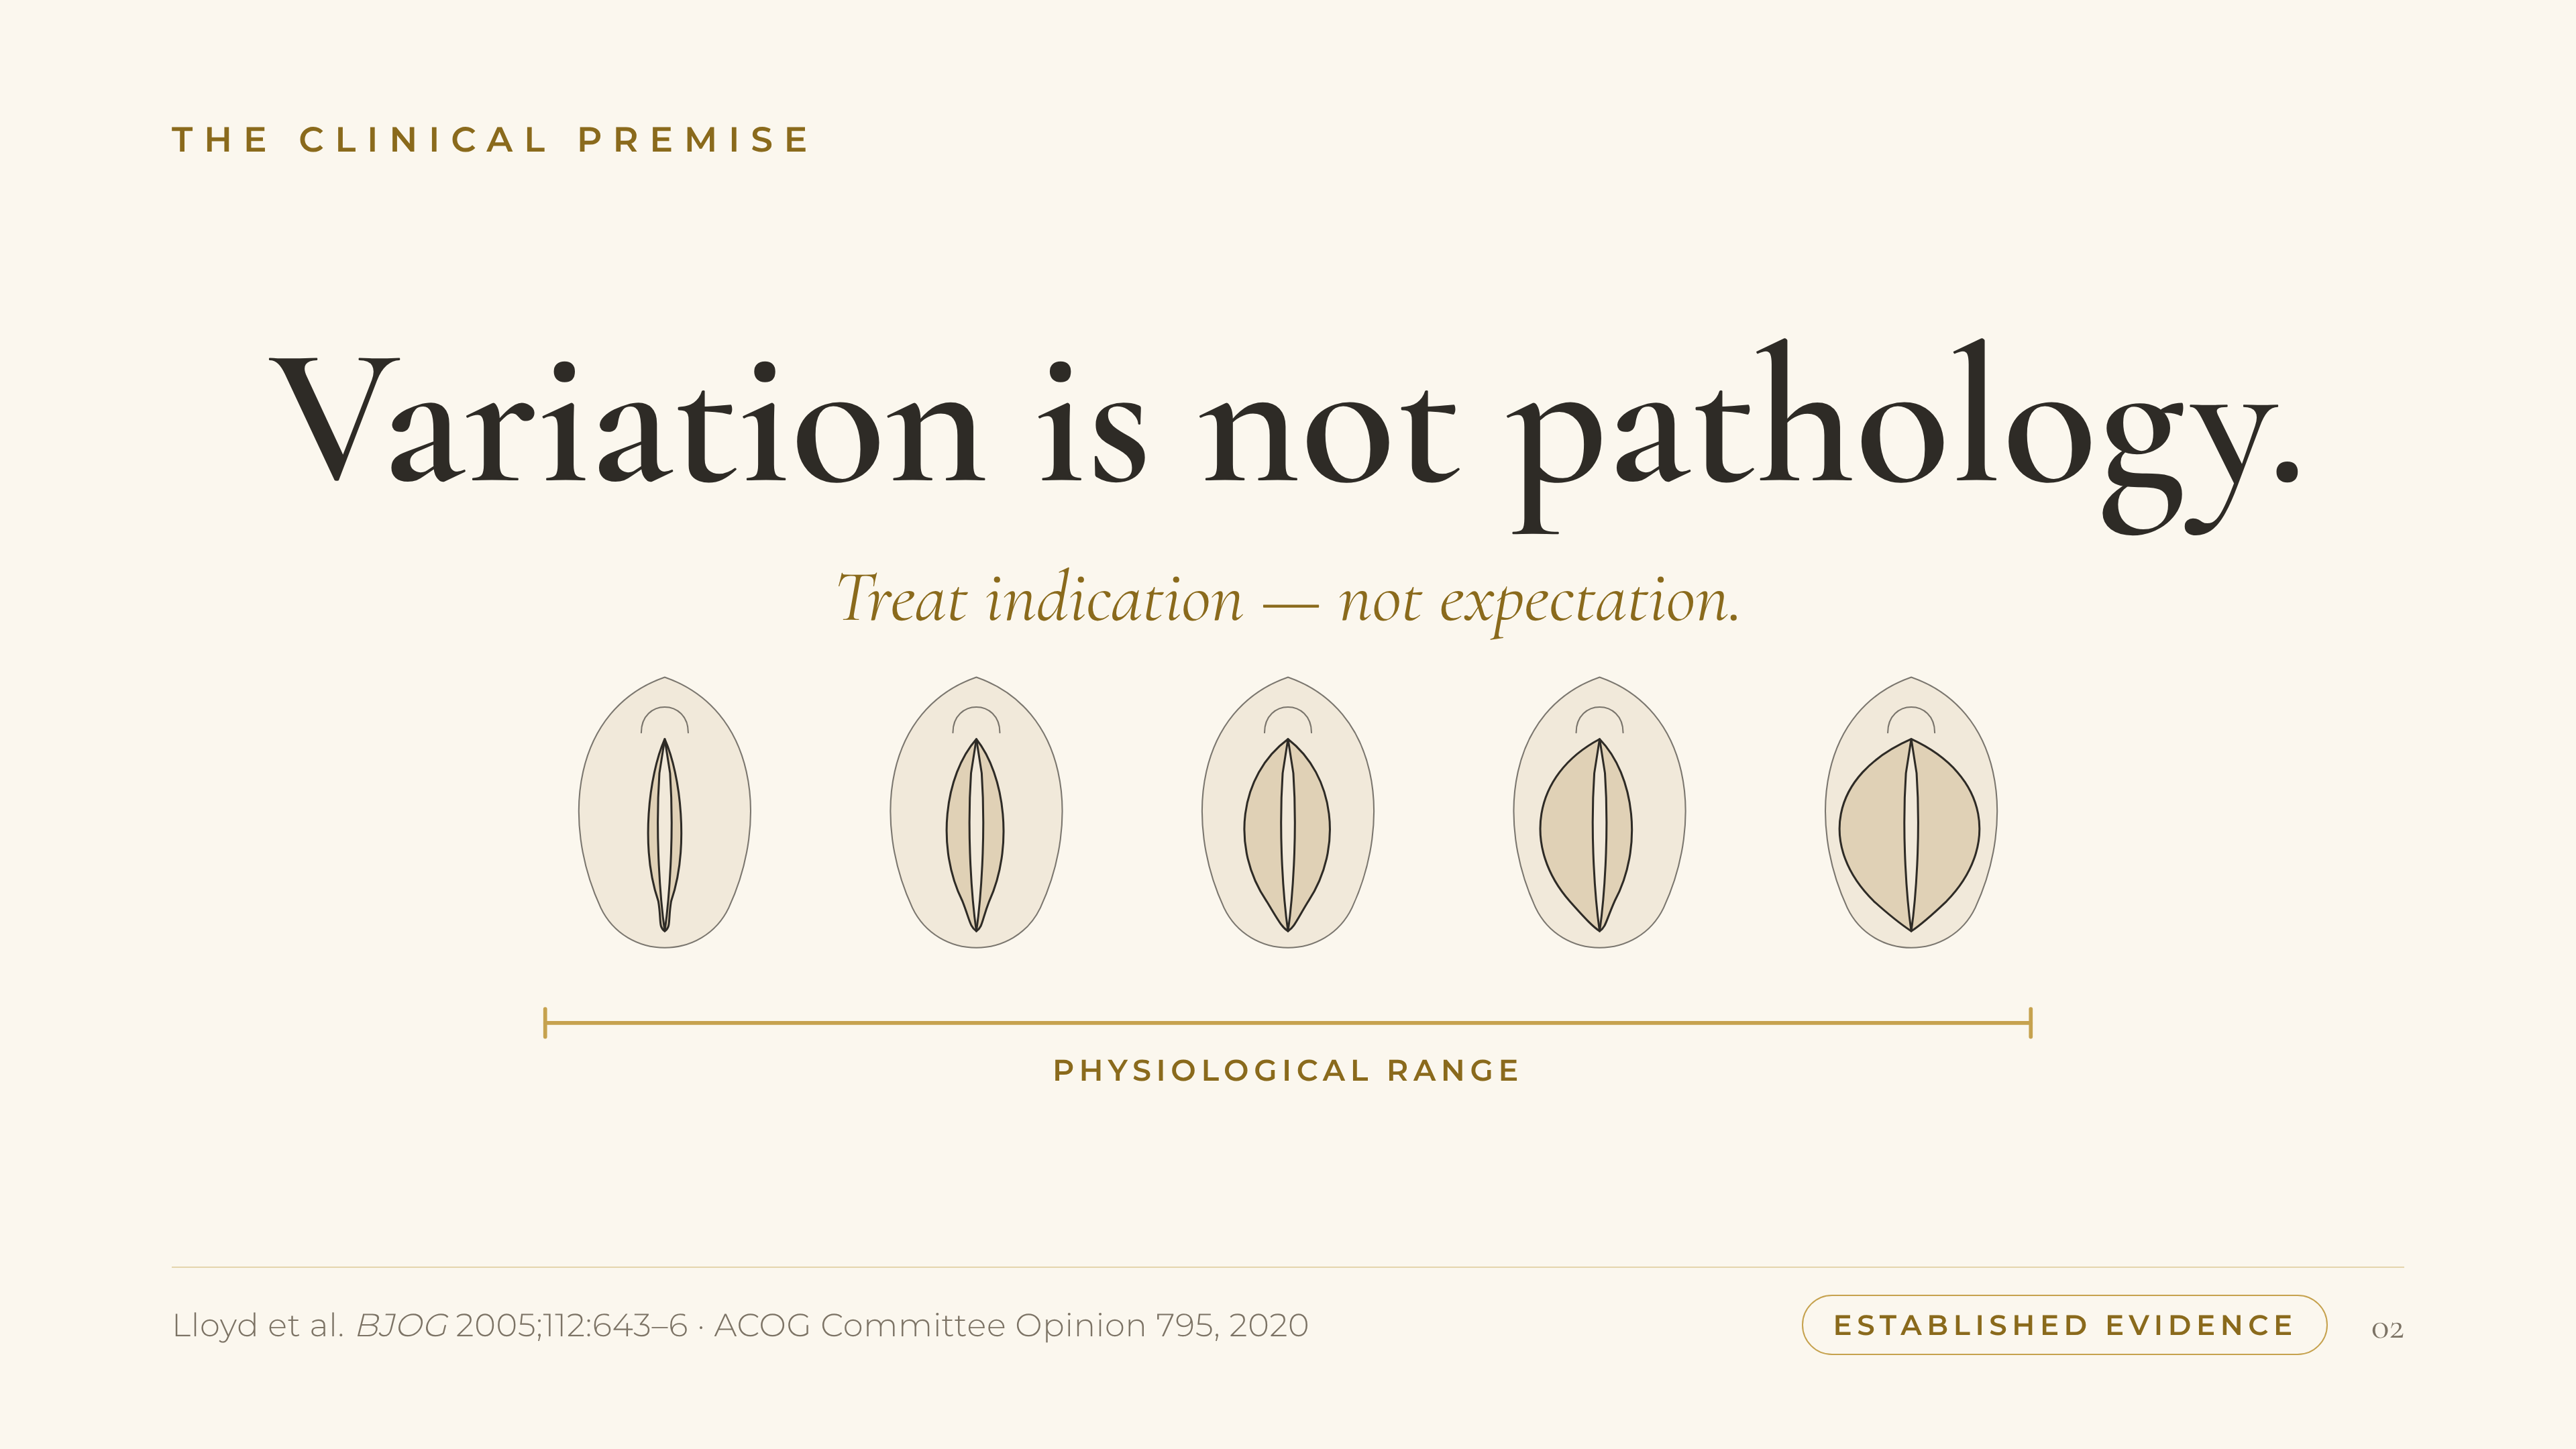 THE CLINICAL PREMISE
Variation is not pathology.
Treat indication — not expectation.
PHYSIOLOGICAL RANGE
Lloyd et al. BJOG 2005;112:643–6 · ACOG Committee Opinion 795, 2020
ESTABLISHED EVIDENCE
02